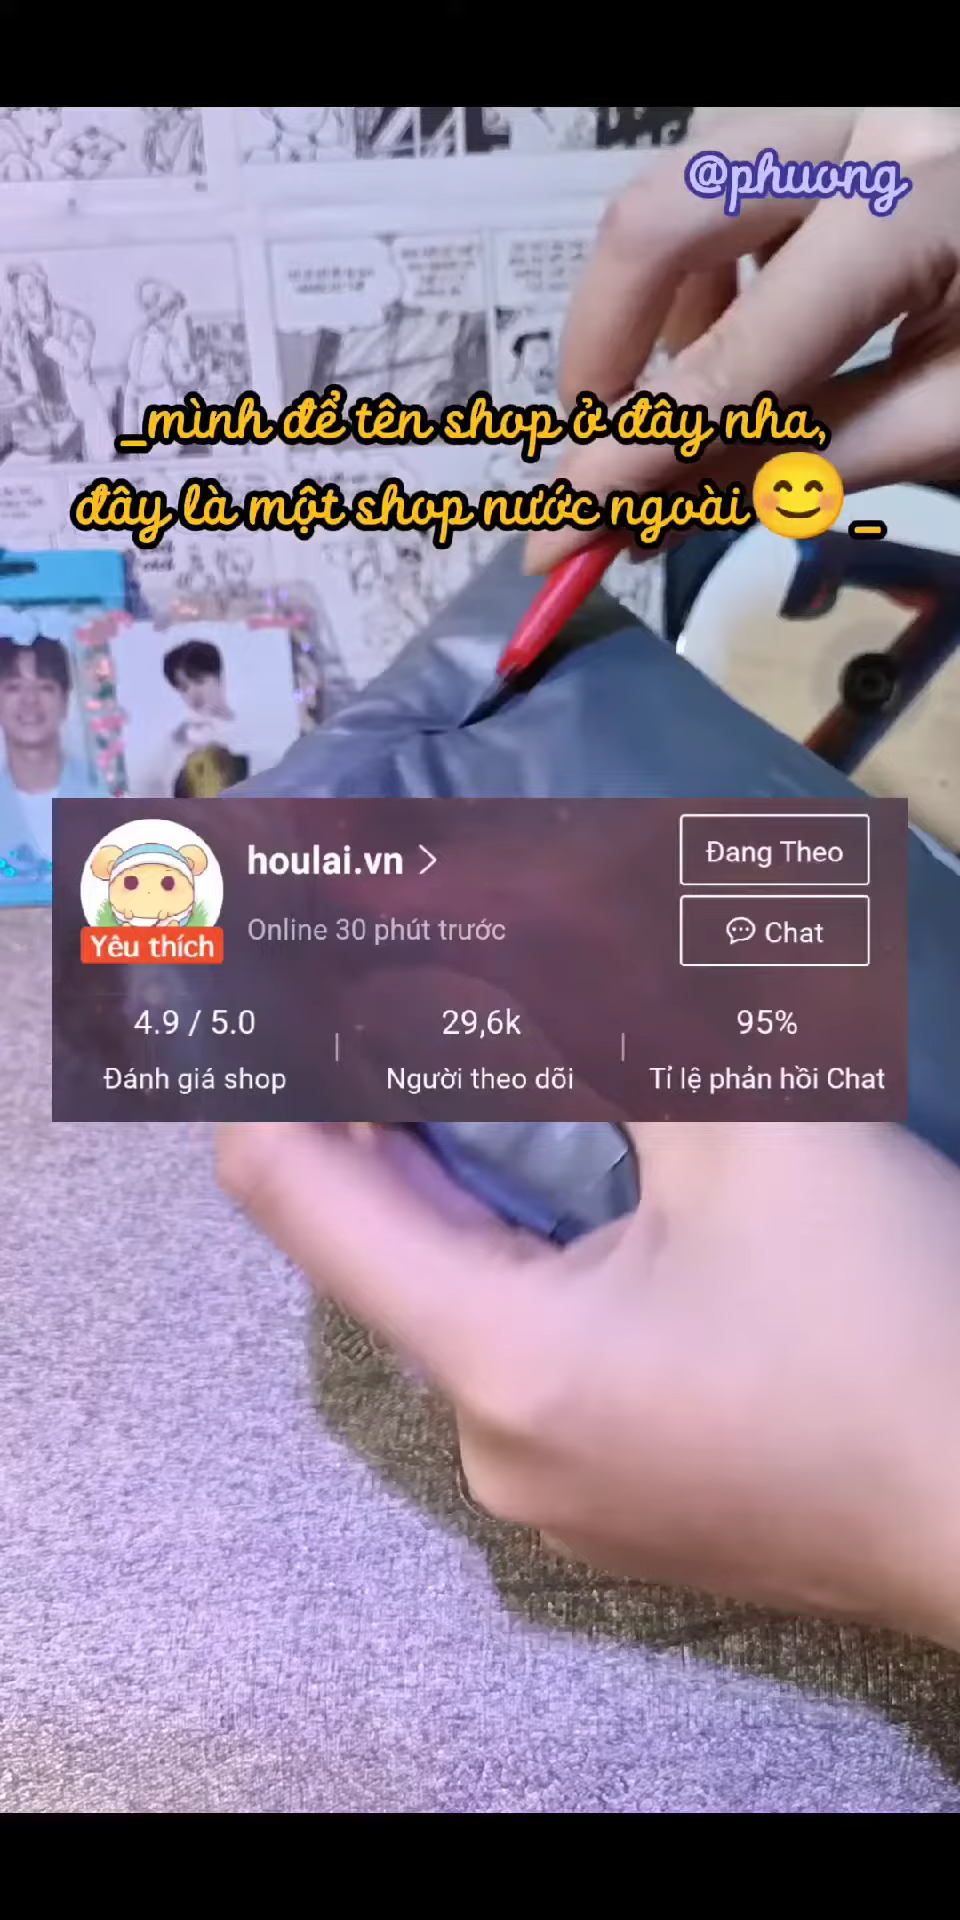 @phuong
_mình để tên shop ở đây nha,
đây là một shop nước ngoài😊_
houlai.vn >
Đang Theo
Online 30 phút trước
Chat
Yêu thích
4.9 / 5.0
29,6k
95%
Đánh giá shop
Người theo dõi
Tỉ lệ phản hồi Chat